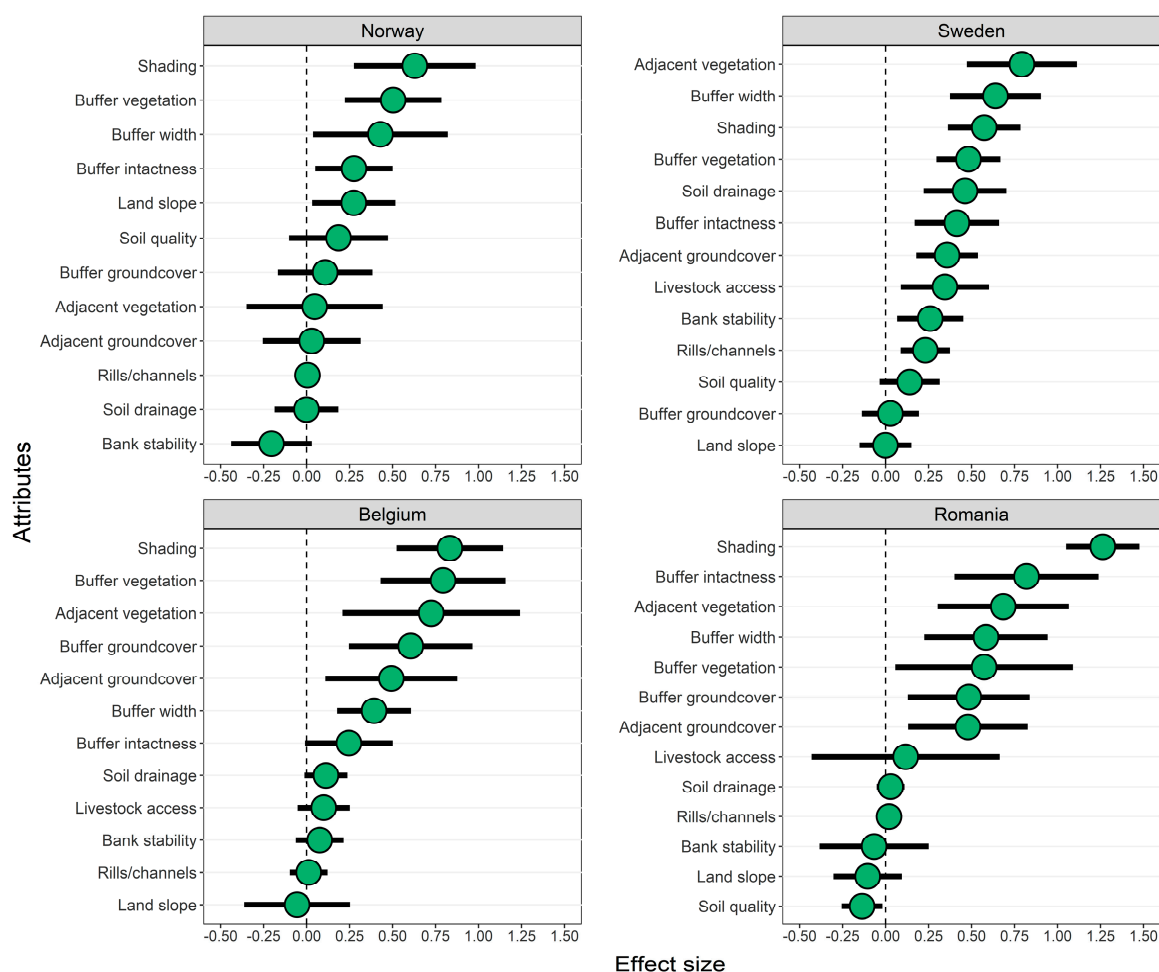 Norway
Shading
Buffer vegetation
Buffer width
Buffer intactness
Land slope
Soil quality
Buffer groundcover
Adjacent vegetation
Adjacent groundcover
Rills/channels
Soil drainage
Bank stability
-0.50 -0.25 0.00 0.25 0.50 0.75 1.00 1.25 1.50
Sweden
Adjacent vegetation
Buffer width
Shading
Buffer vegetation
Soil drainage
Buffer intactness
Adjacent groundcover
Livestock access
Bank stability
Rills/channels
Soil quality
Buffer groundcover
Land slope
-0.50 -0.25 0.00 0.25 0.50 0.75 1.00 1.25 1.50
Attributes
Belgium
Shading
Buffer vegetation
Adjacent vegetation
Buffer groundcover
Adjacent groundcover
Buffer width
Buffer intactness
Soil drainage
Livestock access
Bank stability
Rills/channels
Land slope
-0.50 -0.25 0.00 0.25 0.50 0.75 1.00 1.25 1.50
Romania
Shading
Buffer intactness
Adjacent vegetation
Buffer width
Buffer vegetation
Buffer groundcover
Adjacent groundcover
Livestock access
Soil drainage
Rills/channels
Bank stability
Land slope
Soil quality
-0.50 -0.25 0.00 0.25 0.50 0.75 1.00 1.25 1.50
Effect size